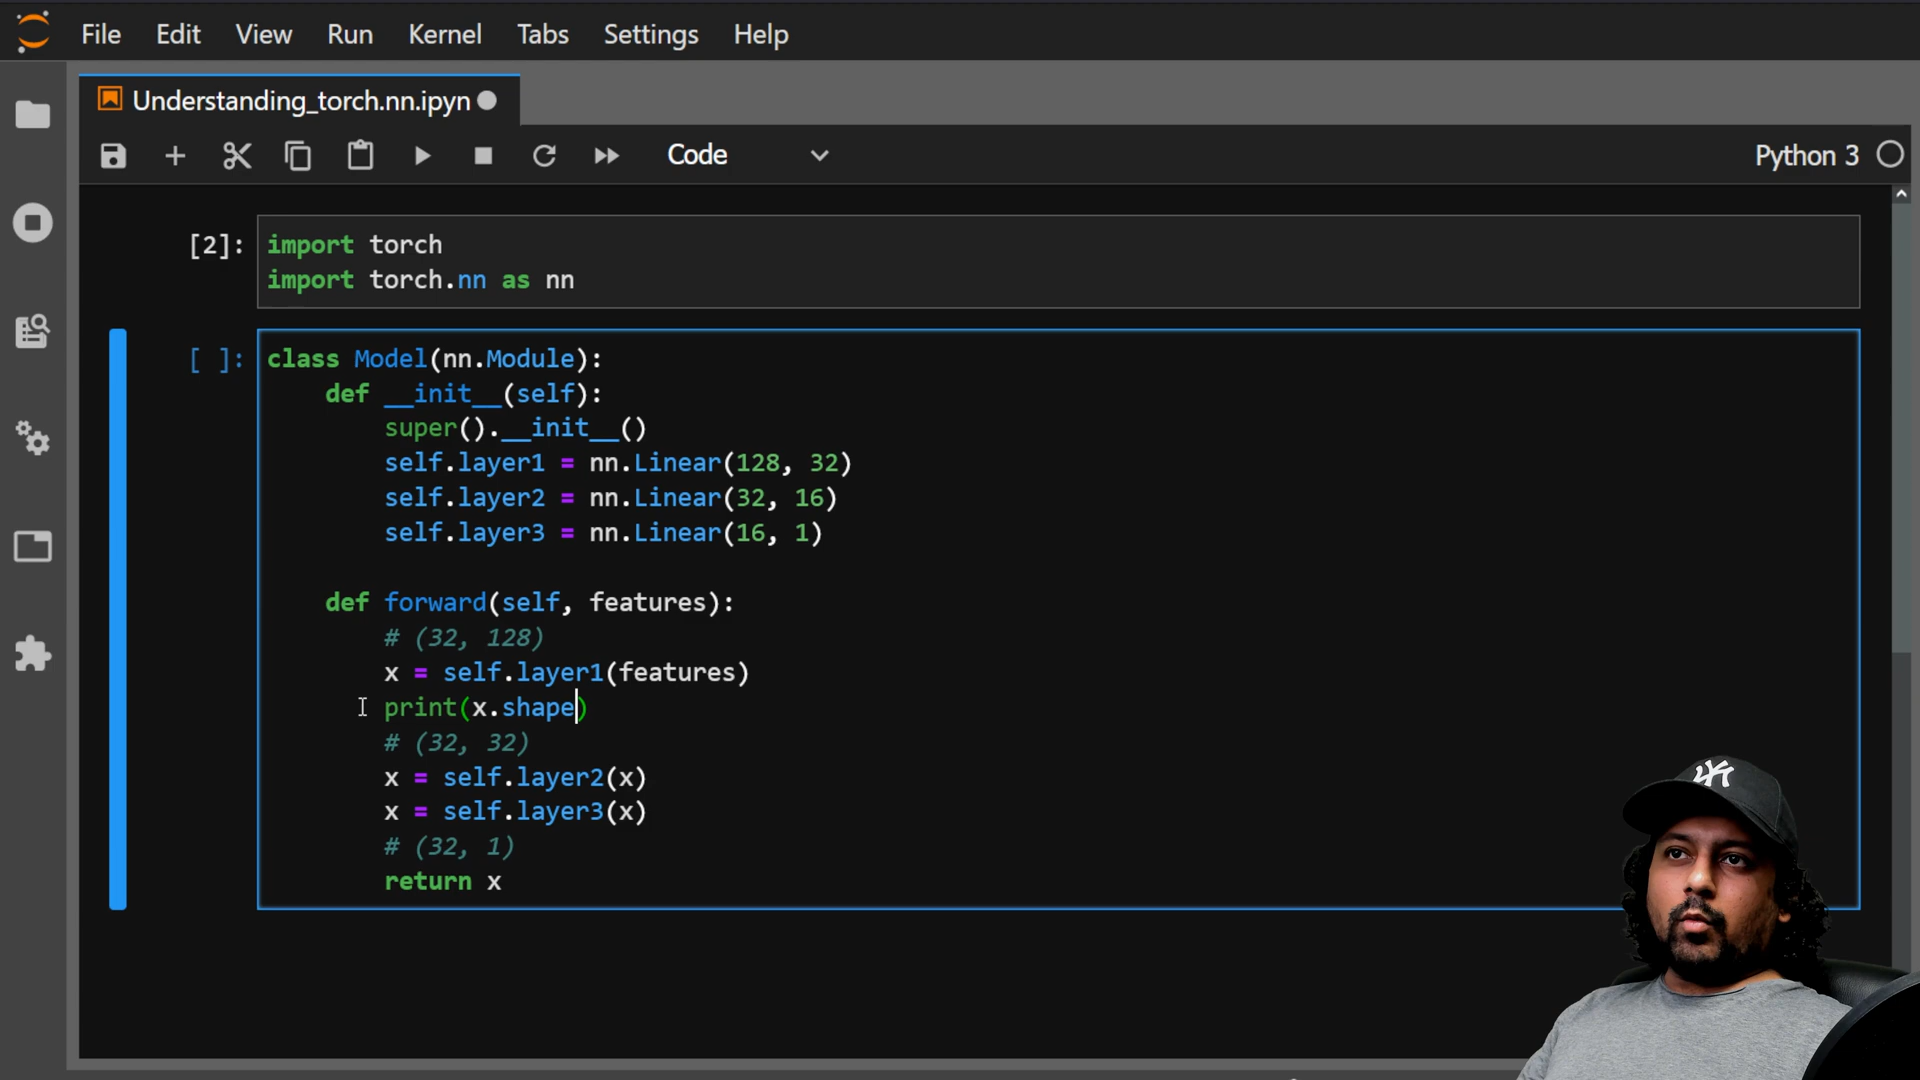 File Edit View Run Kernel Tabs Settings Help
Understanding_torch.nn.ipyn
Code
Python 3
[2]:
import torch
import torch.nn as nn
[ ]:
class Model(nn.Module):
def __init__(self):
super().__init__()
self.layer1 = nn.Linear(128, 32)
self.layer2 = nn.Linear(32, 16)
self.layer3 = nn.Linear(16, 1)
def forward(self, features):
# (32, 128)
x = self.layer1(features)
print(x.shape)
# (32, 32)
x = self.layer2(x)
x = self.layer3(x)
# (32, 1)
return x